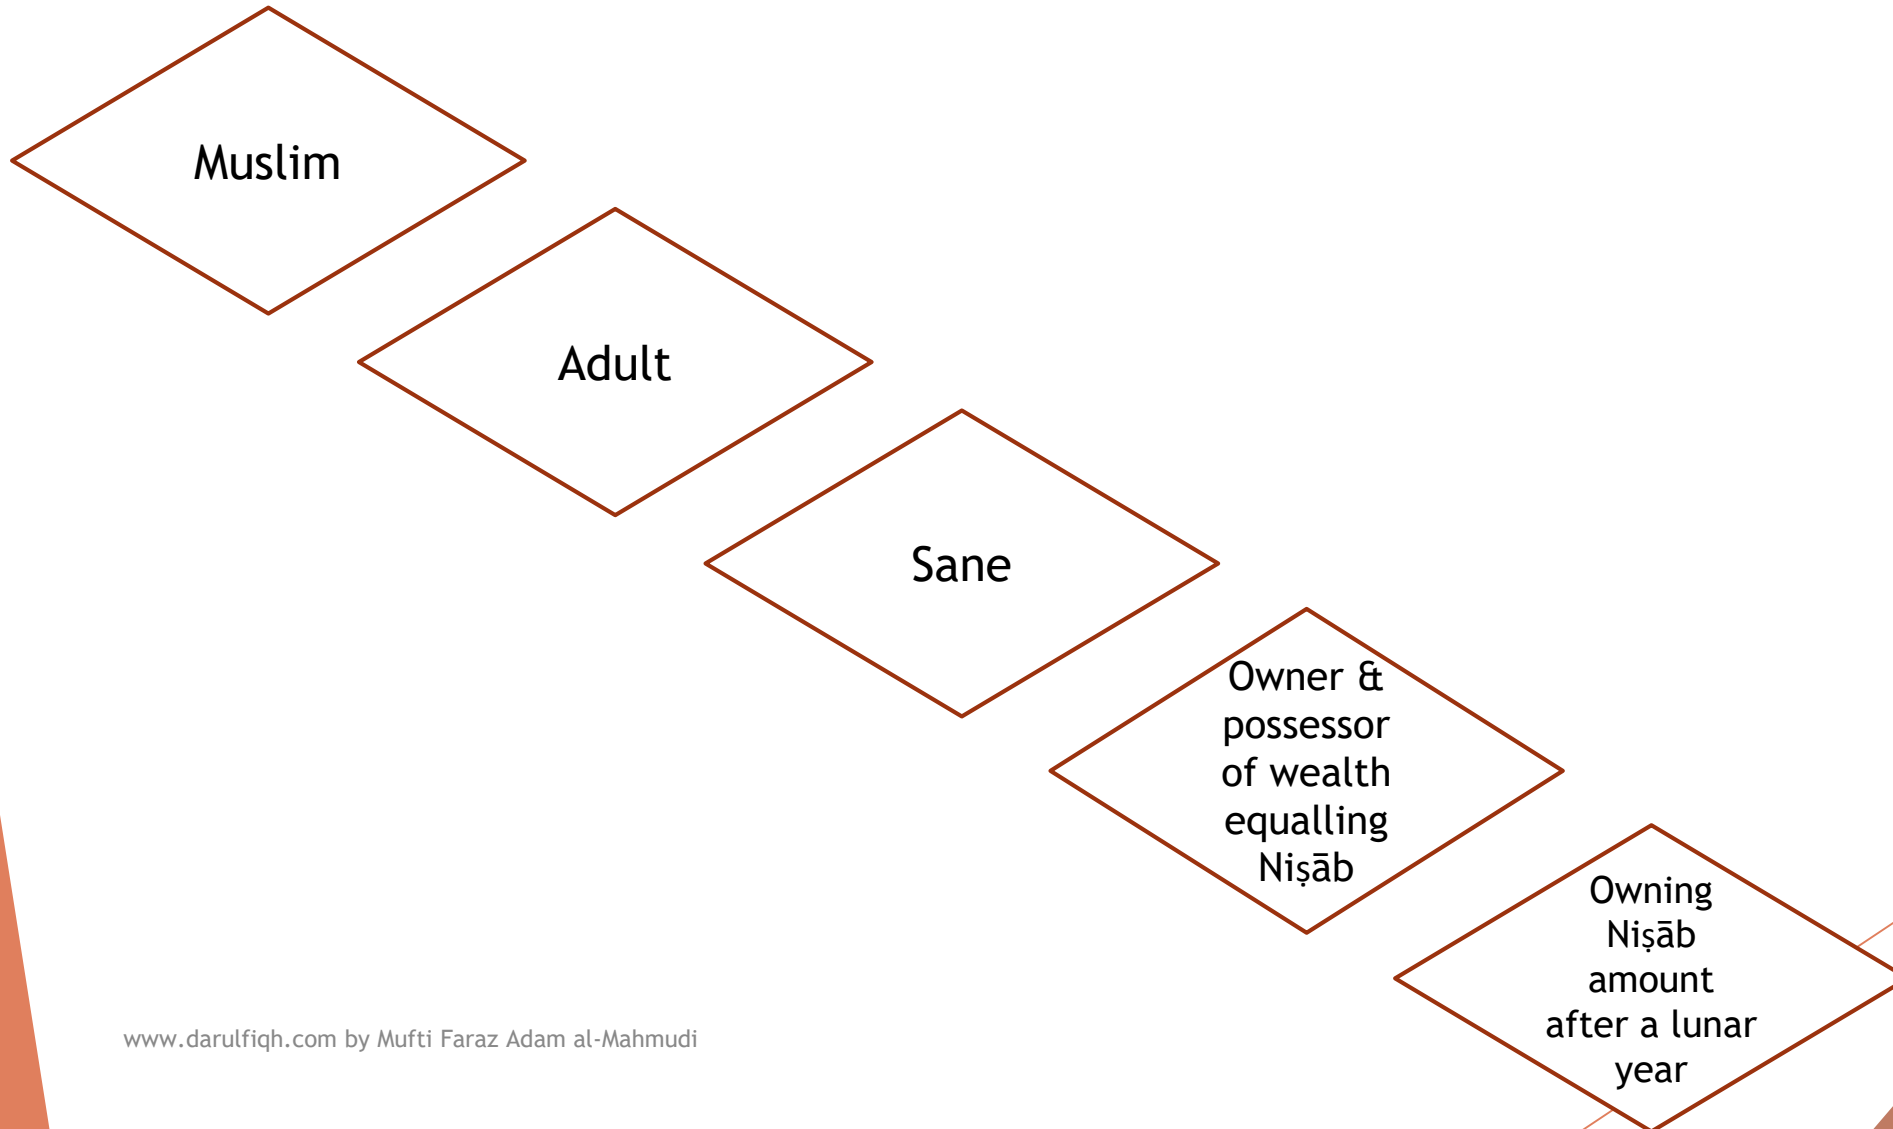 Muslim
Adult
Sane
Owner &
possessor
of wealth
equalling
Niṣāb
Owning
Niṣāb
amount
after a lunar
year
www.darulfiqh.com by Mufti Faraz Adam al-Mahmudi